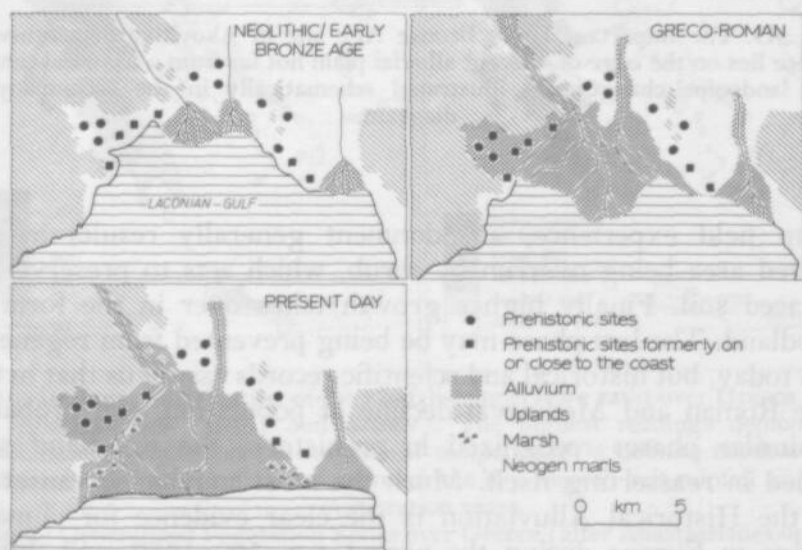 NEOLITHIC/EARLY
BRONZE AGE
LACONIAN - GULF
GRECO-ROMAN
PRESENT DAY
Prehistoric sites
Prehistoric sites formerly on
or close to the coast
Alluvium
Uplands
Marsh
Neogen marls
0 km 5